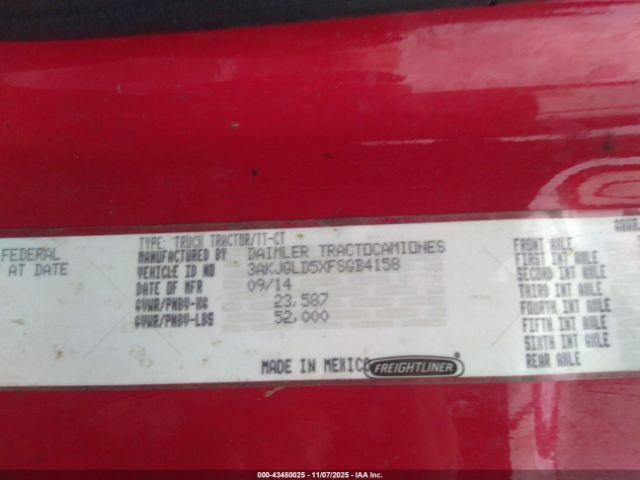 FEDERAL
AT DATE
TYPE: TRUCK TRACTOR/TT-CT
MANUFACTURED BY DAIMLER TRACTOCAMIONES
VEHICLE ID NO 3AKJGLD5XFSGB4158
DATE OF MFR 09/14
GVWR/PNBV-KG 23,587
GVWR/PNBV-LBS 52,000
MADE IN MEXICO
FREIGHTLINER
FRONT AXLE
FIRST INT AXLE
SECOND INT AXLE
THIRD INT AXLE
FOURTH INT AXLE
FIFTH INT AXLE
SIXTH INT AXLE
REAR AXLE
000-43480025 - 11/07/2025 - IAA Inc.